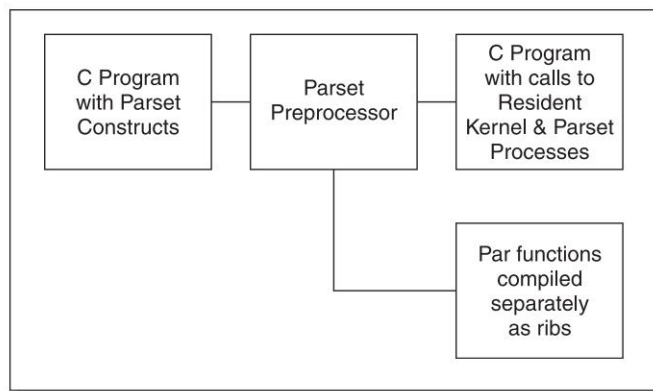 C Program
with Parset
Constructs
Parset
Preprocessor
C Program
with calls to
Resident
Kernel & Parset
Processes
Par functions
compiled
separately
as ribs